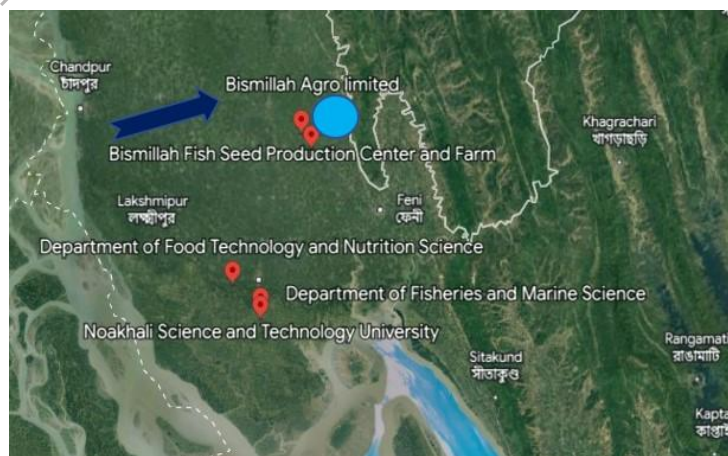 Chandpur
চাঁদপুর
Bismillah Agro limited
Khagrachari
খাগড়াছড়ি
Bismillah Fish Seed Production Center and Farm
Lakshmipur
লক্ষ্মীপুর
Feni
ফেনী
Department of Food Technology and Nutrition Science
Department of Fisheries and Marine Science
Noakhali Science and Technology University
Sitakund
সীতাকুণ্ড
Rangamati
রাঙামাটি
Kapta
কাপ্তাই